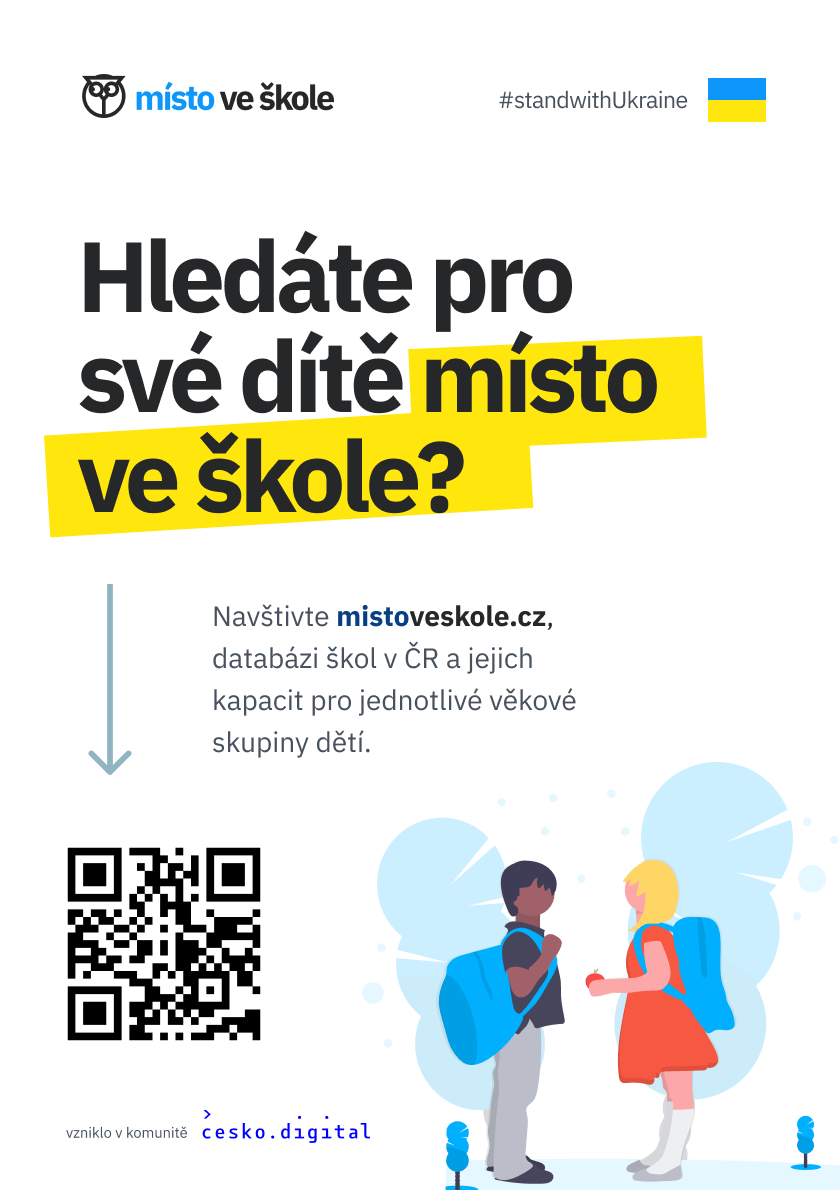 místo ve škole
#standwithUkraine
Hledáte pro
své dítě místo
ve škole?
Navštivte mistoveskole.cz,
databázi škol v ČR a jejich
kapacit pro jednotlivé věkové
skupiny dětí.
vzniklo v komunitě cesko.digital